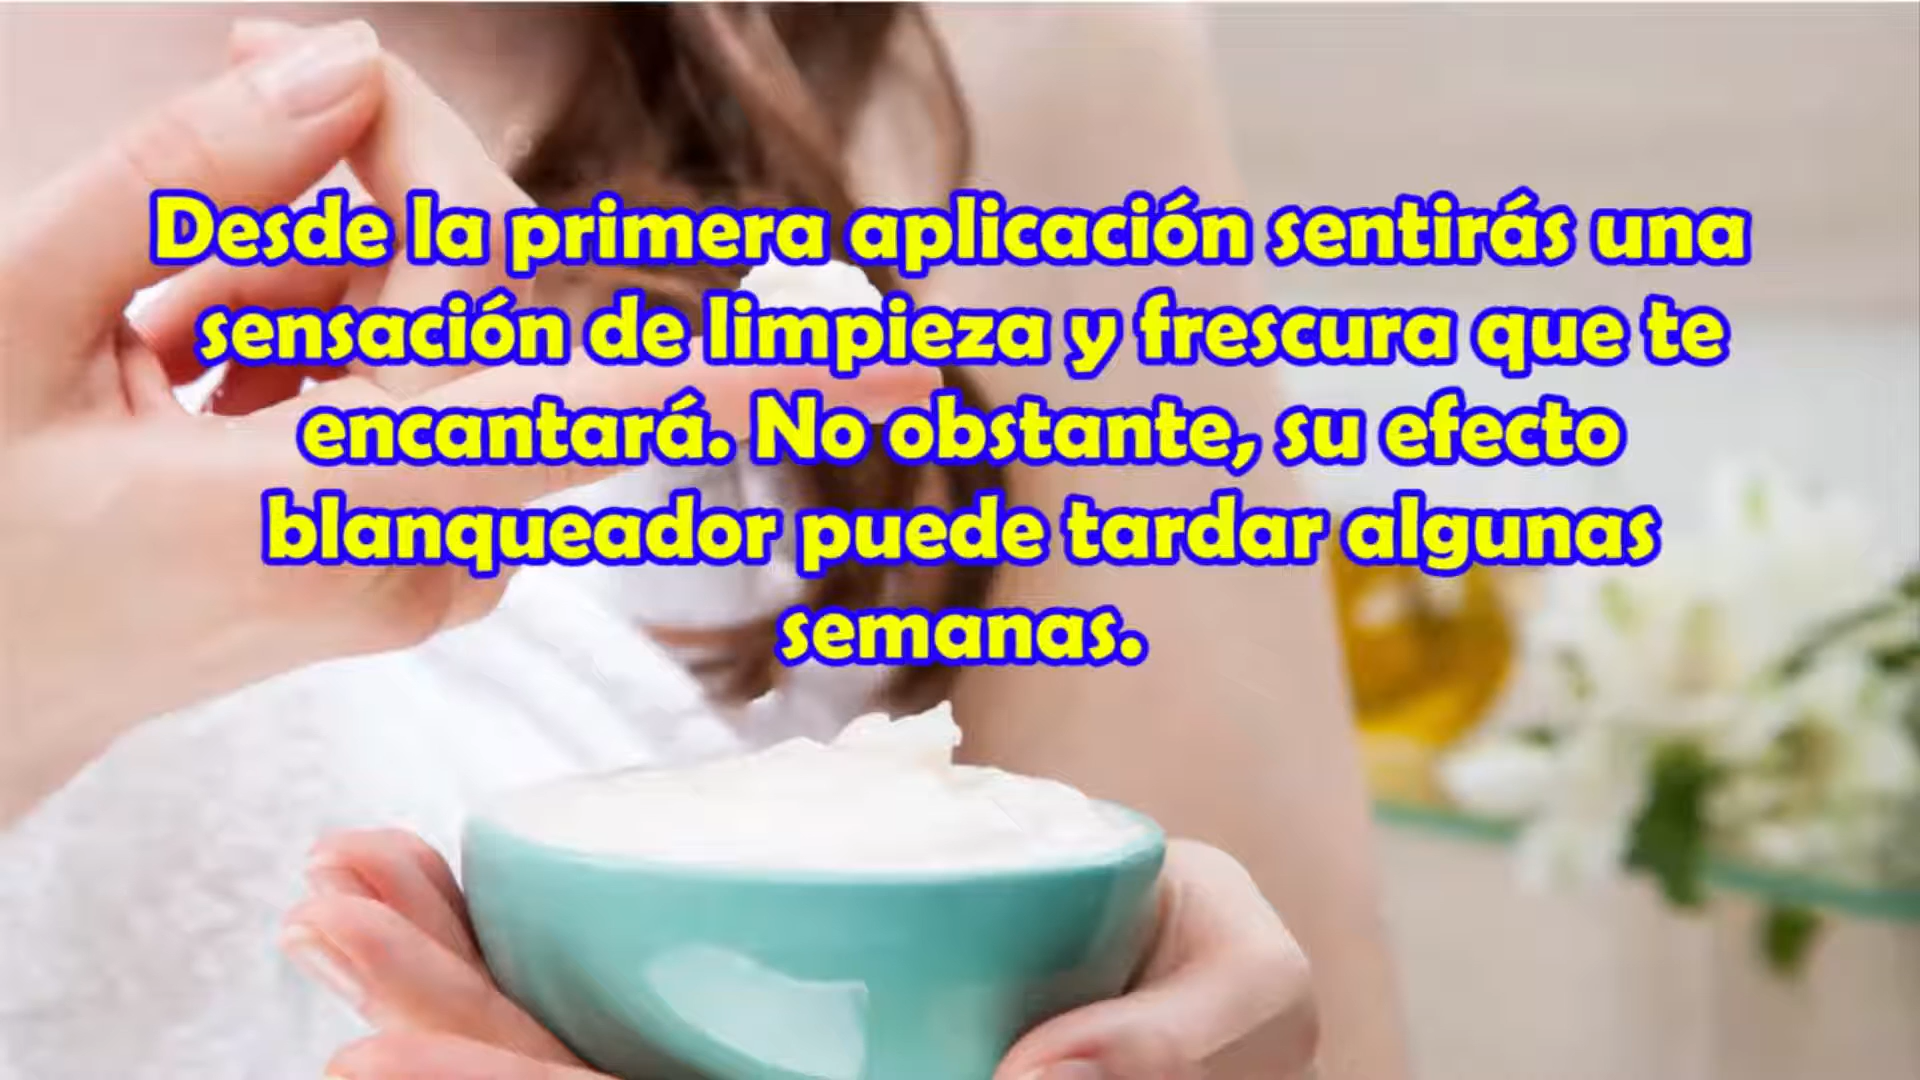 Desde la primera aplicación sentirás una
sensación de limpieza y frescura que te
encantará. No obstante, su efecto
blanqueador puede tardar algunas
semanas.